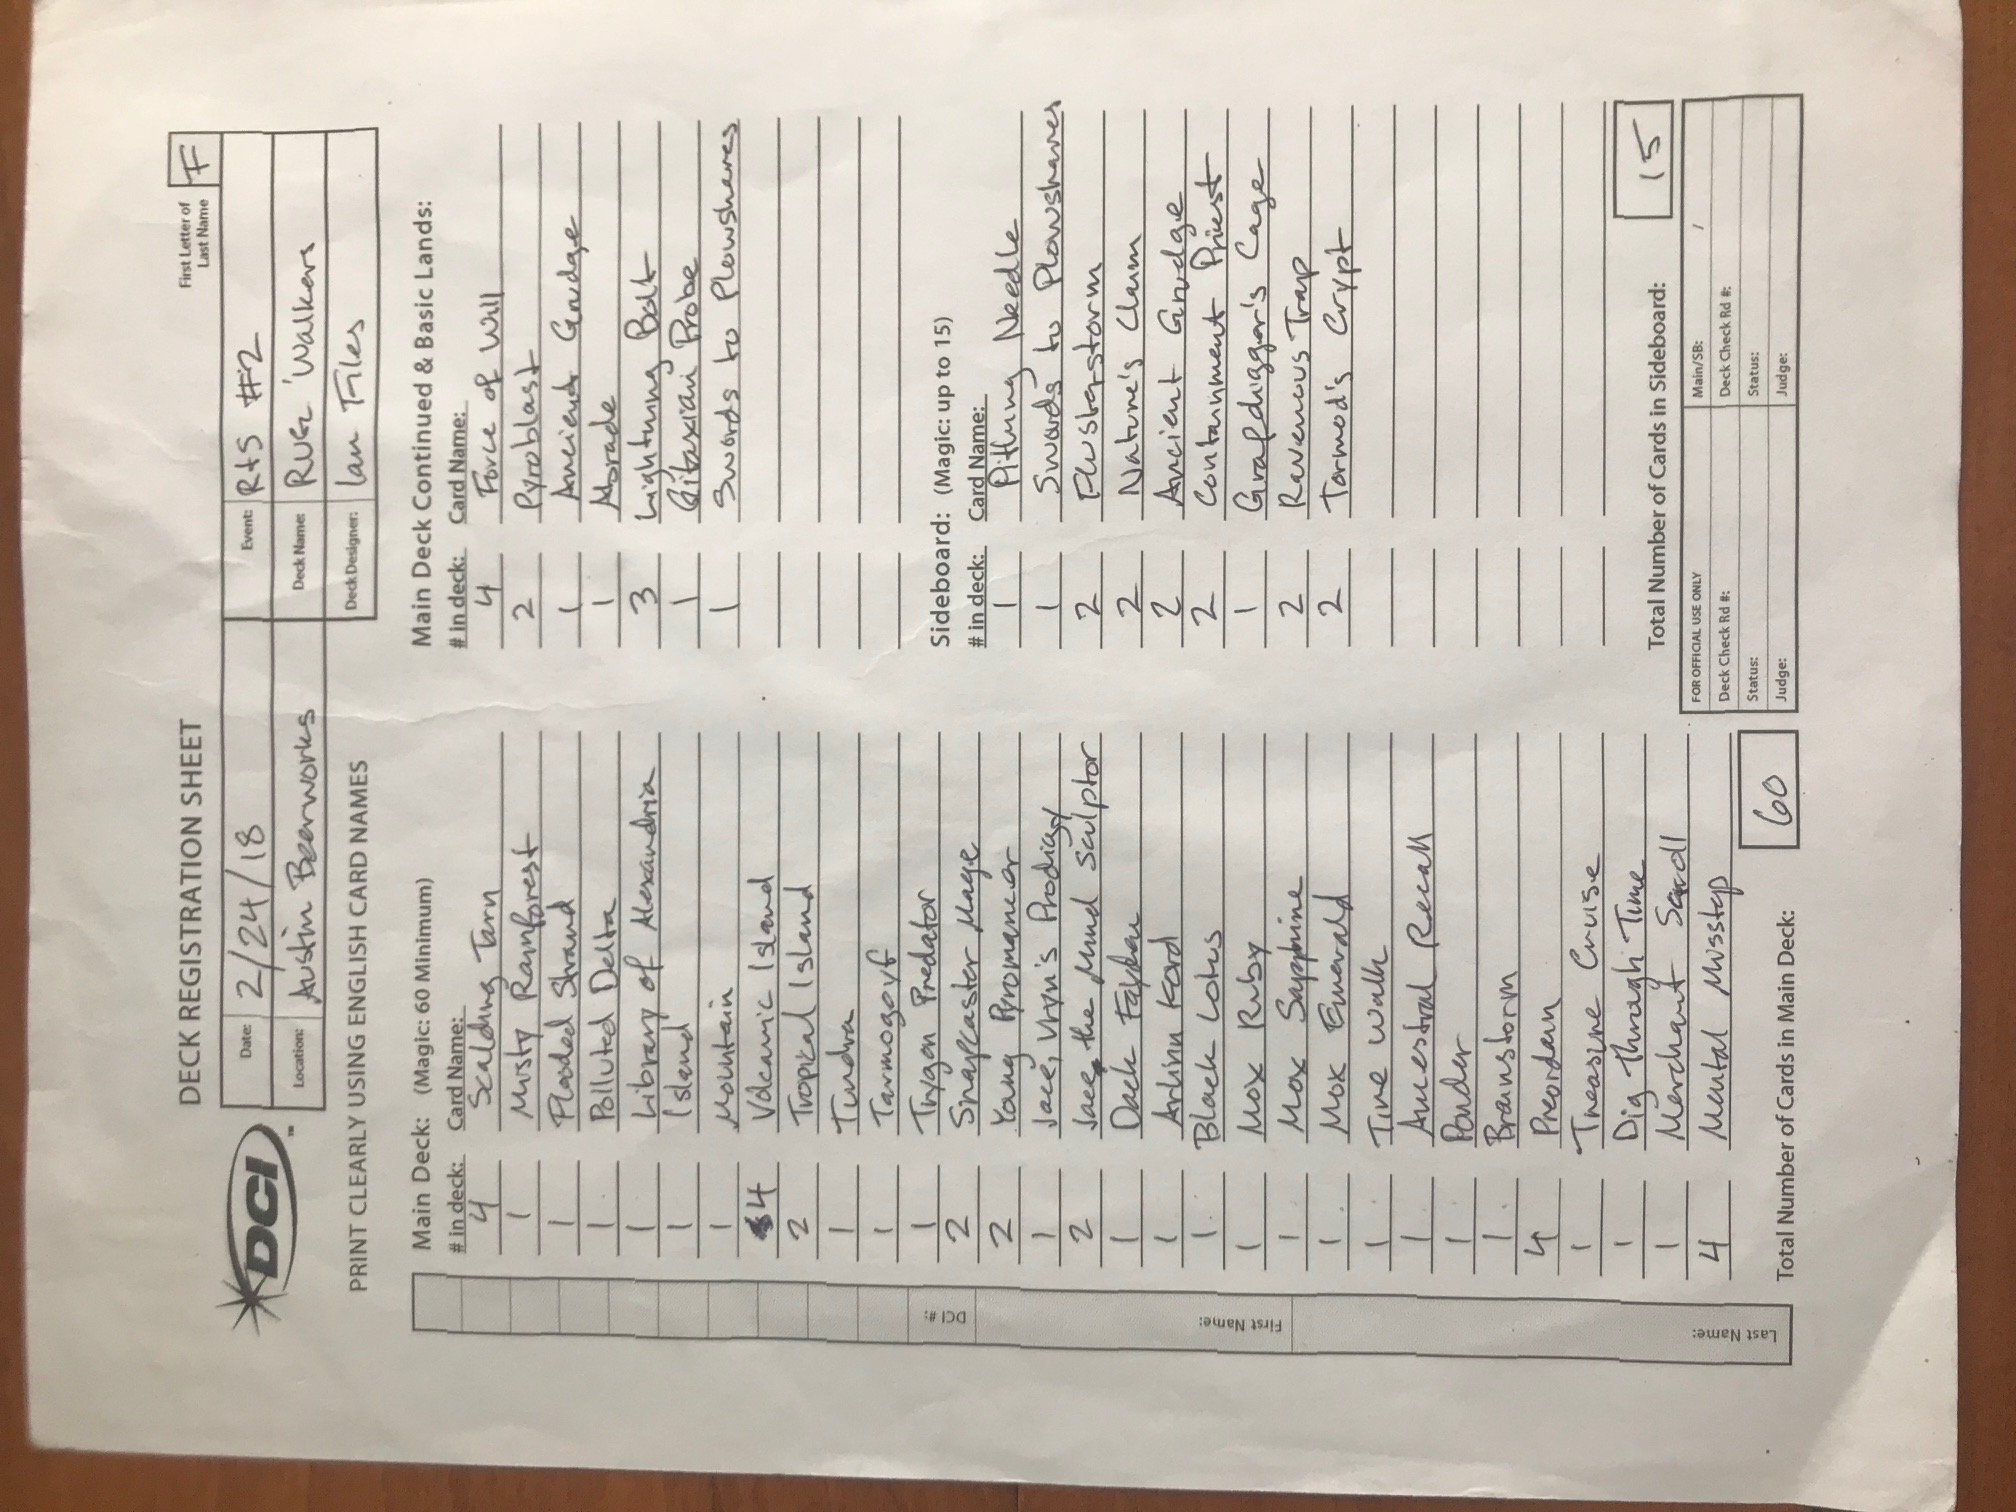 DECK REGISTRATION SHEET
First Letter of Last Name F
DCI™
Date: 2/24/18
Event: R+S #2
Location: Austin Beerworks
Deck Name: RUG 'Walkers
Deck Designer: Ian Files
PRINT CLEARLY USING ENGLISH CARD NAMES
Main Deck: (Magic: 60 Minimum)
# in deck: Card Name:
4 Scalding Tarn
1 Misty Rainforest
1 Flooded Strand
1 Polluted Delta
1 Library of Alexandria
1 Island
1 Mountain
4 Volcanic Island
2 Tropical Island
1 Tundra
1 Tarmogoyf
1 Trygon Predator
2 Snapcaster Mage
2 Young Pyromancer
1 Jace, Vryn's Prodigy
2 Jace, the Mind Sculptor
1 Dack Fayden
1 Arlinn Kord
1 Black Lotus
1 Mox Ruby
1 Mox Sapphire
1 Mox Emerald
1 Time Walk
1 Ancestral Recall
1 Ponder
1 Brainstorm
4 Preordain
1 Treasure Cruise
1 Dig Through Time
1 Merchant Scroll
4 Mental Misstep
Total Number of Cards in Main Deck: 60
Main Deck Continued & Basic Lands:
# in deck: Card Name:
4 Force of Will
2 Pyroblast
1 Ancient Grudge
1 Abrade
3 Lightning Bolt
1 Gitaxian Probe
1 Swords to Plowshares
Sideboard: (Magic: up to 15)
# in deck: Card Name:
1 Pithing Needle
1 Swords to Plowshares
2 Flusterstorm
2 Nature's Claim
2 Ancient Grudge
2 Containment Priest
1 Grafdigger's Cage
2 Ravenous Trap
2 Tormod's Crypt
Total Number of Cards in Sideboard: 15
FOR OFFICIAL USE ONLY
Main/SB: /
Deck Check Rd #:
Deck Check Rd #:
Status:
Status:
Judge:
Judge:
DCI #:
First Name:
Last Name: